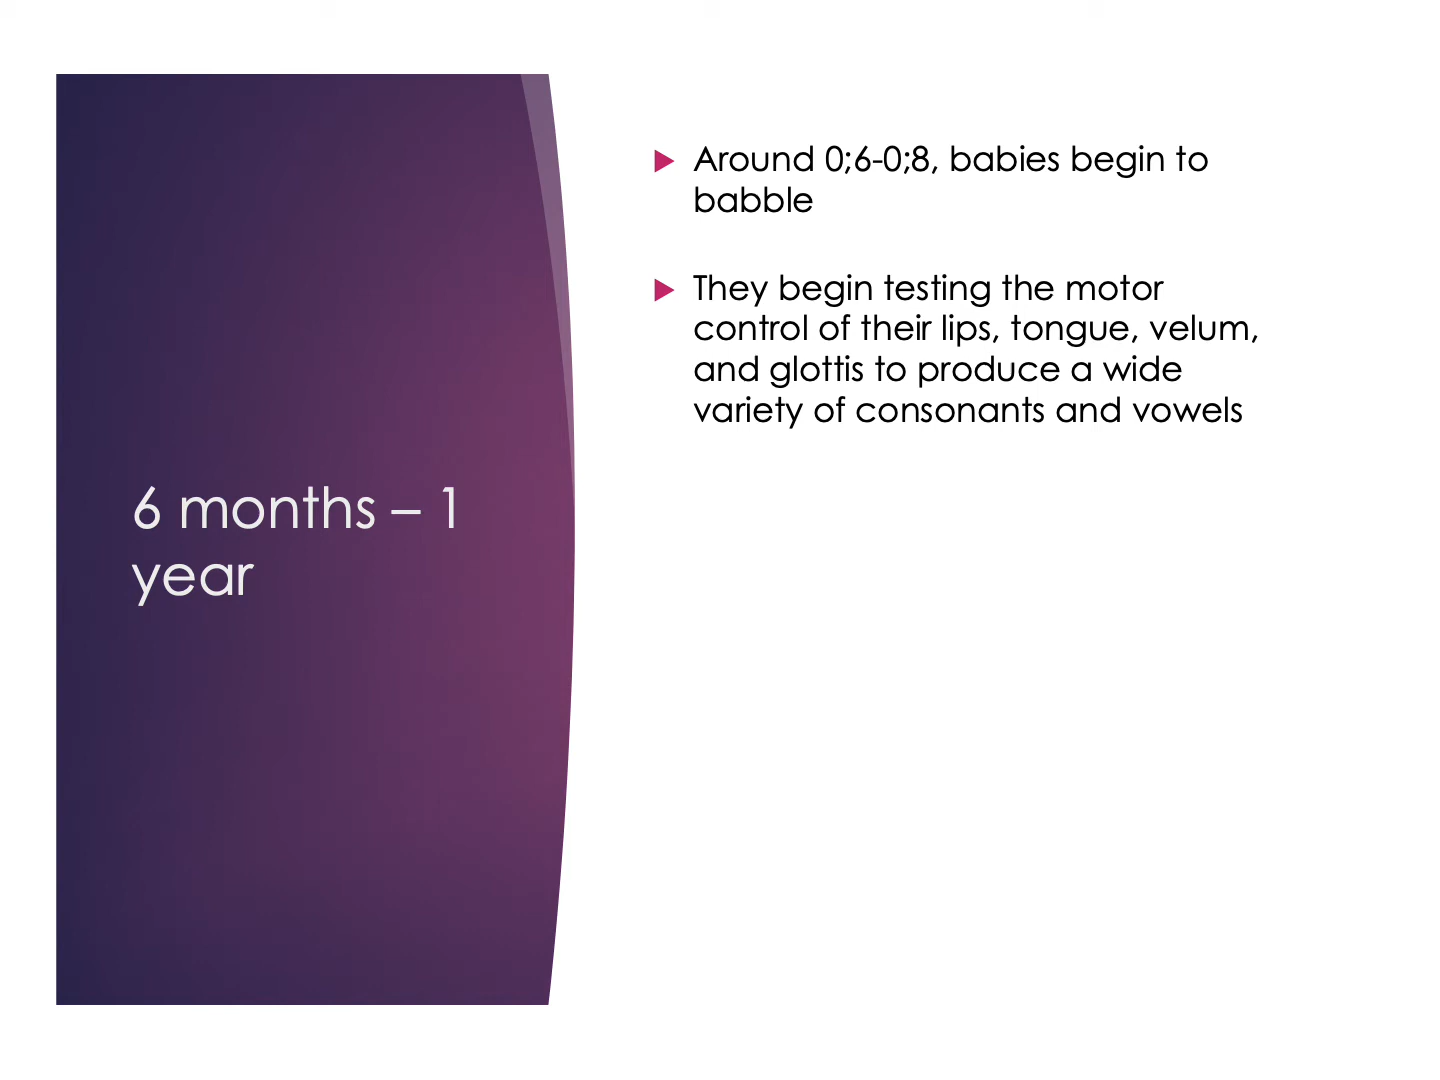 6 months – 1
year
Around 0;6-0;8, babies begin to
babble
They begin testing the motor
control of their lips, tongue, velum,
and glottis to produce a wide
variety of consonants and vowels